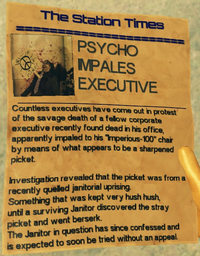 The Station Times
PSYCHO
IMPALES
EXECUTIVE
Countless executives have come out in protest
of the savage death of a fellow corporate
executive recently found dead in his office,
apparently impaled to his "Imperious-100" chair
by means of what appears to be a sharpened
picket.
Investigation revealed that the picket was from a
recently quelled janitorial uprising.
Something that was kept very hush hush,
until a surviving Janitor discovered the stray
picket and went berserk.
The Janitor in question has since confessed and
is expected to soon be tried without an appeal.